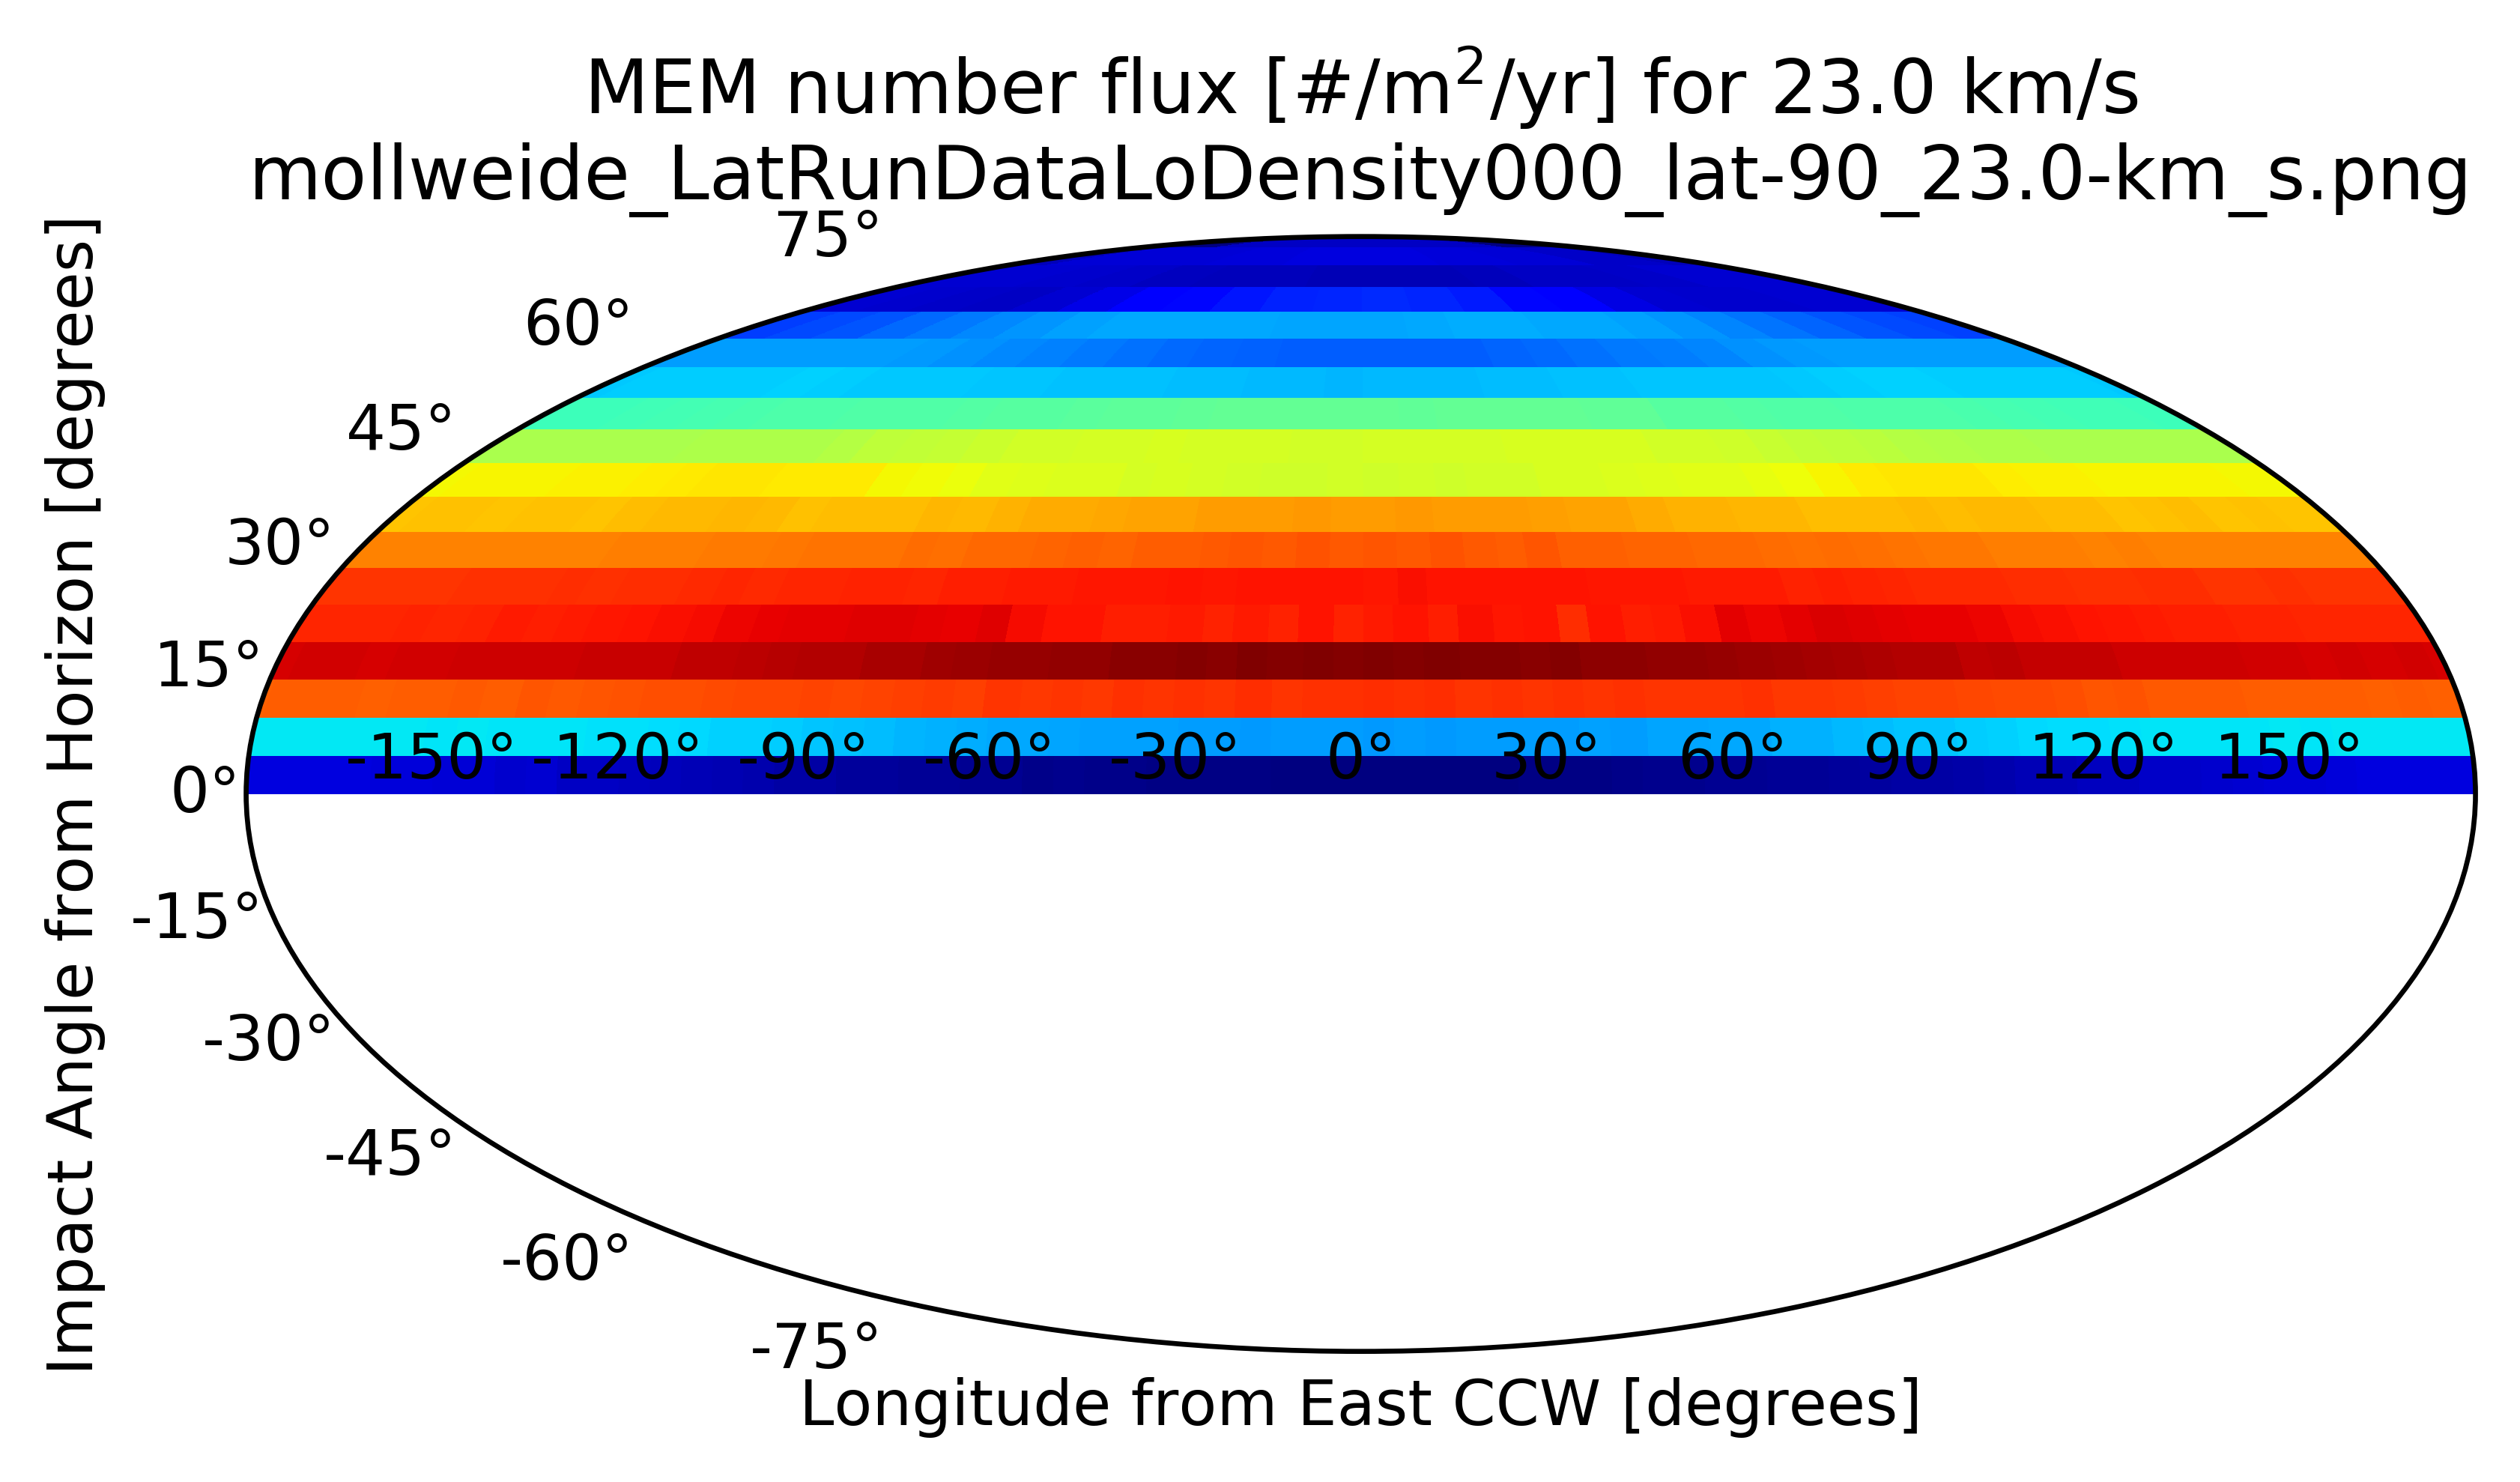 MEM number flux [#/m²/yr] for 23.0 km/s
mollweide_LatRunDataLoDensity000_lat-90_23.0-km_s.png
Impact Angle from Horizon [degrees]
75°
60°
45°
30°
15°
0°
-150° -120° -90° -60° -30° 0° 30° 60° 90° 120° 150°
-15°
-30°
-45°
-60°
-75°
Longitude from East CCW [degrees]